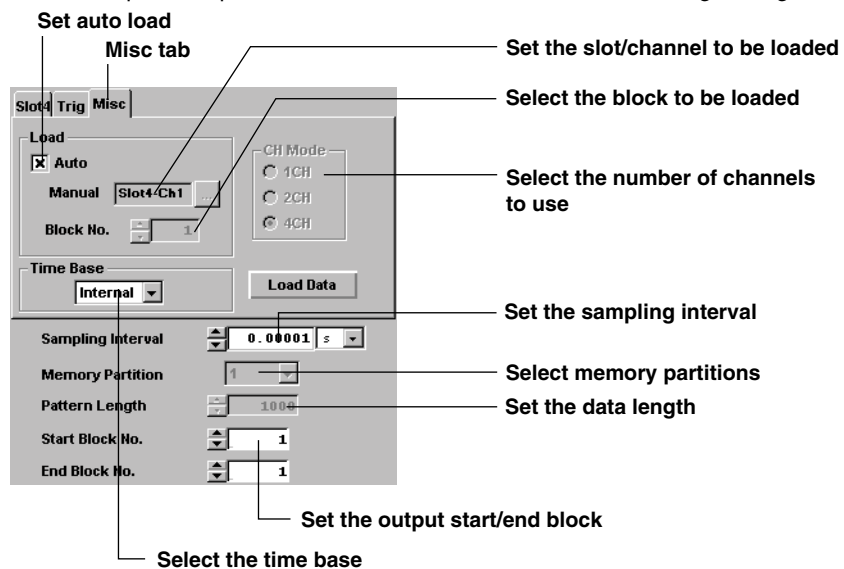 Set auto load
Misc tab
Set the slot/channel to be loaded
Slot4 Trig Misc
Select the block to be loaded
Load
Auto
CH Mode
1CH
Manual Slot4-Ch1 ...
2CH
Select the number of channels
to use
Block No. 1
4CH
Time Base
Internal
Load Data
Set the sampling interval
Sampling Interval 0.00001 s
Memory Partition 1
Select memory partitions
Pattern Length 1000
Set the data length
Start Block No. 1
End Block No. 1
Set the output start/end block
Select the time base